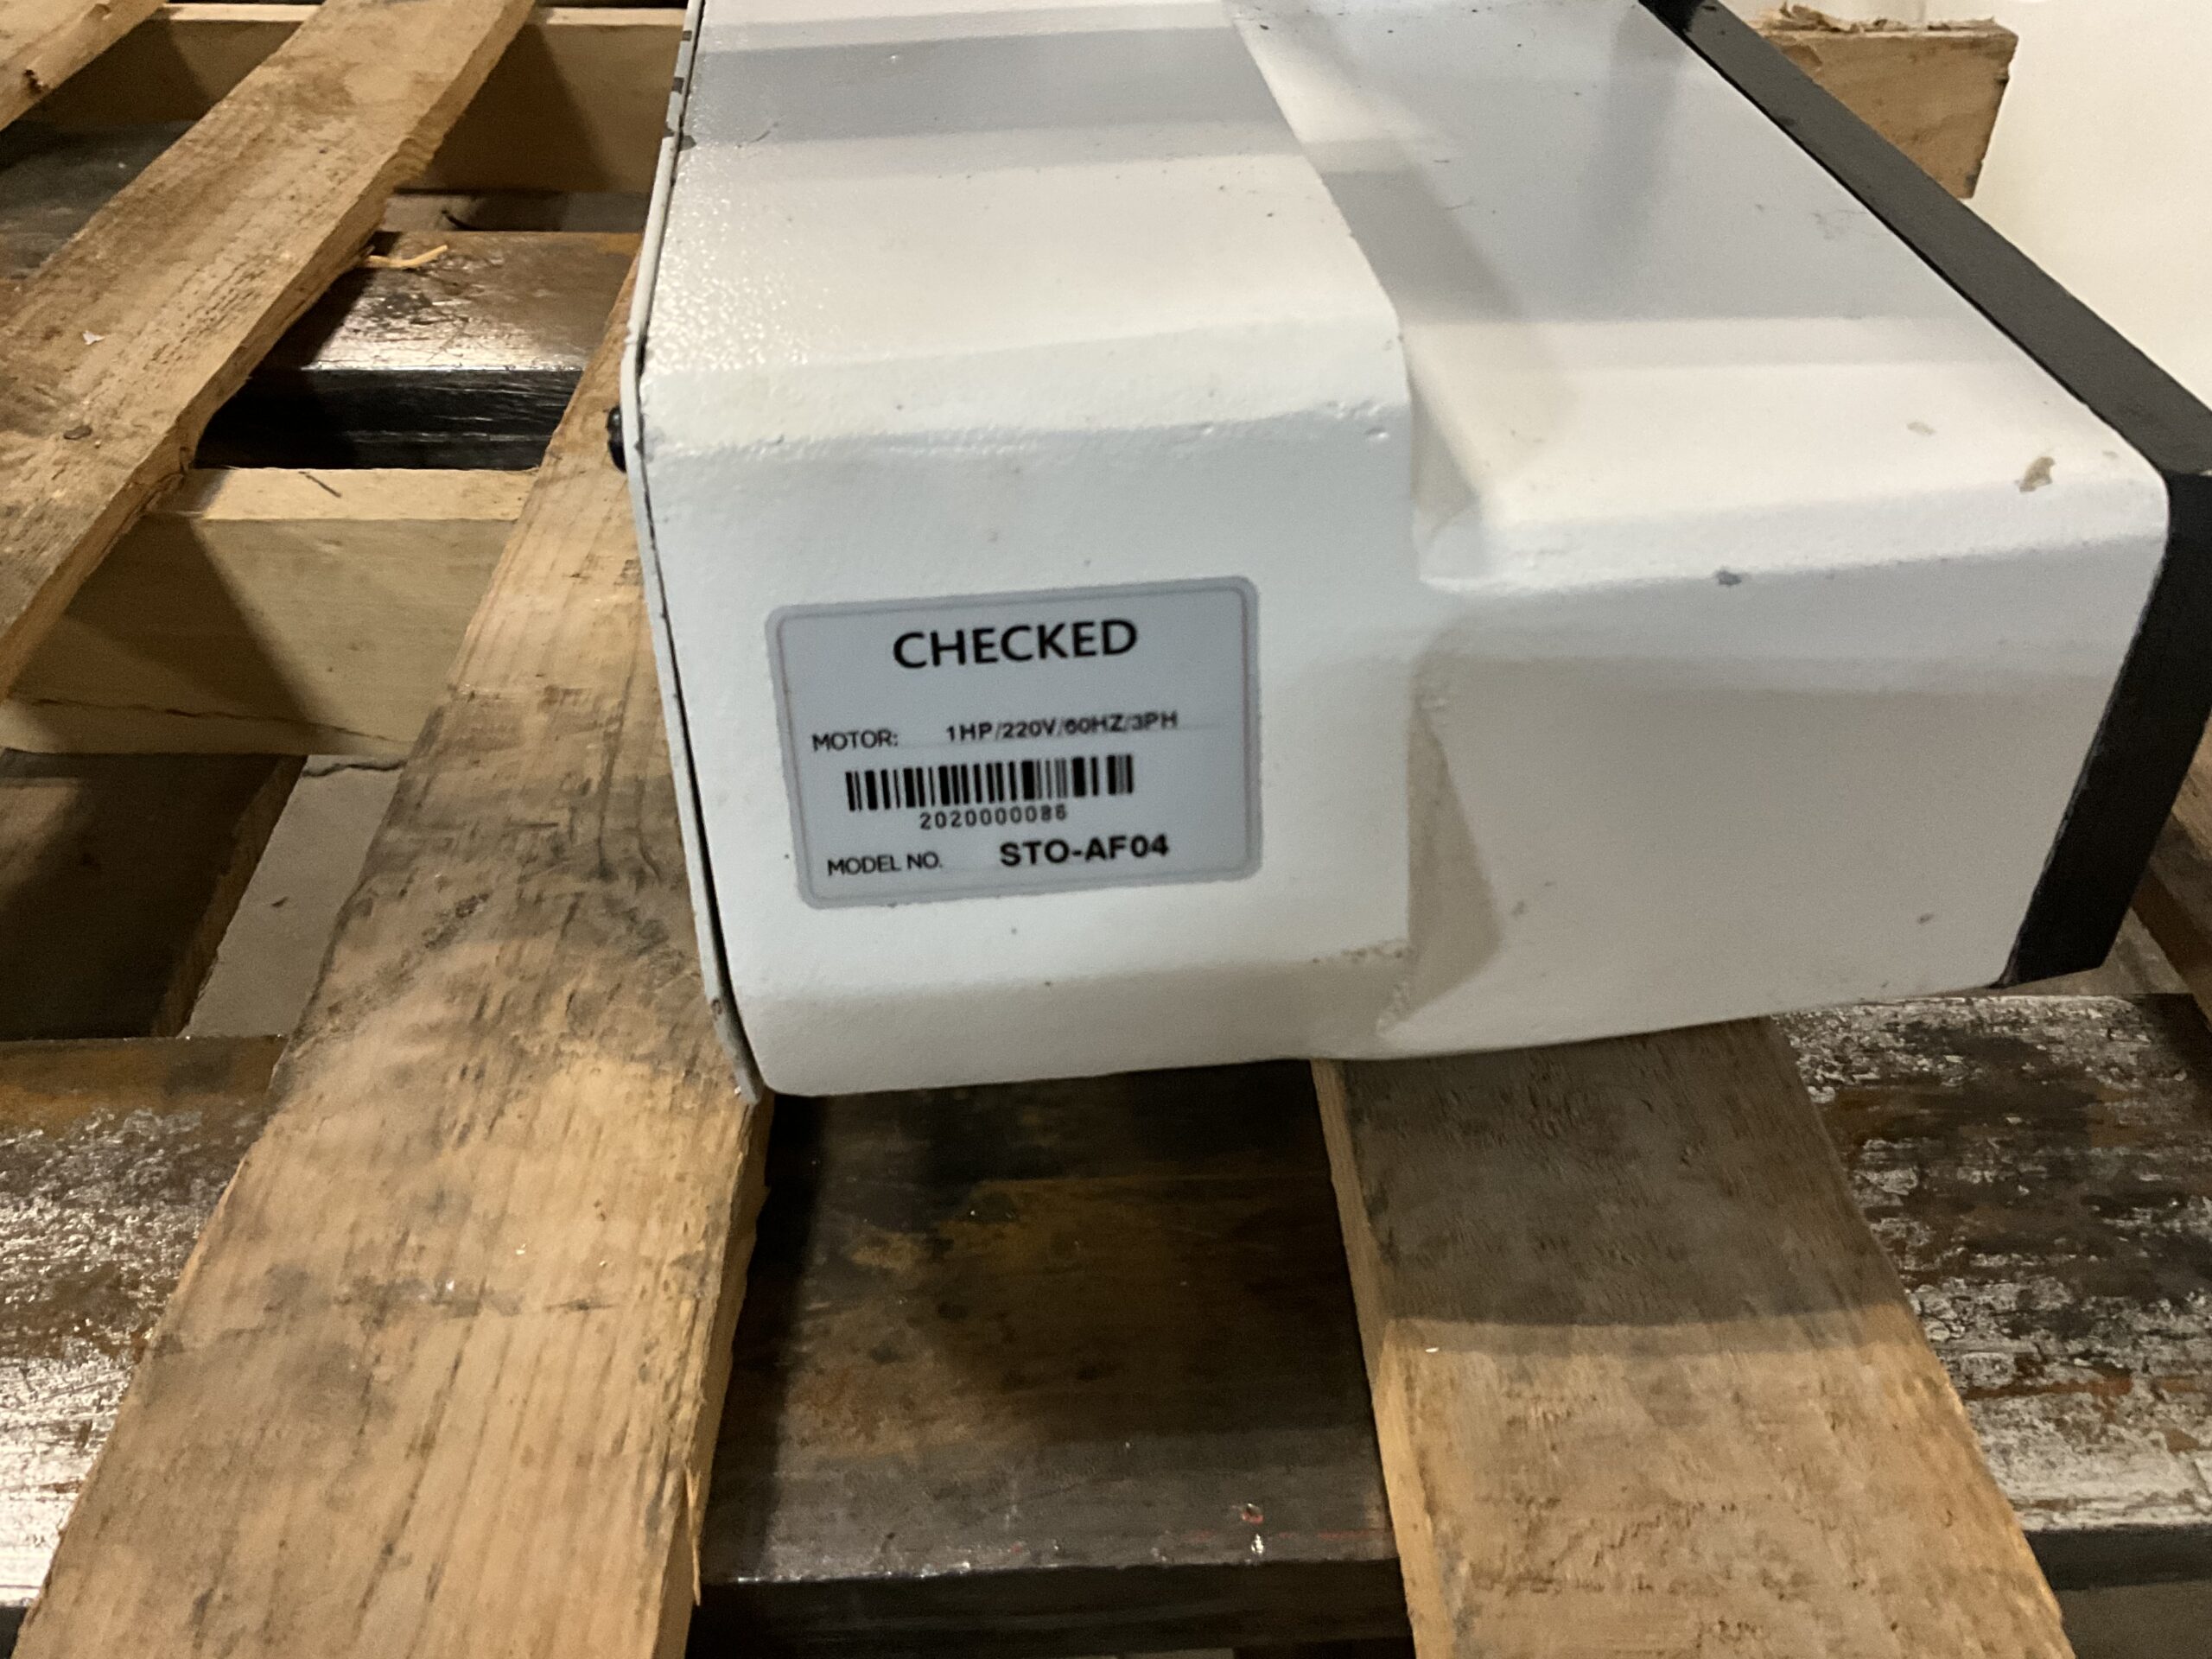 CHECKED
MOTOR: 1HP/220V/60HZ/3PH
2020000086
MODEL NO. STO-AF04